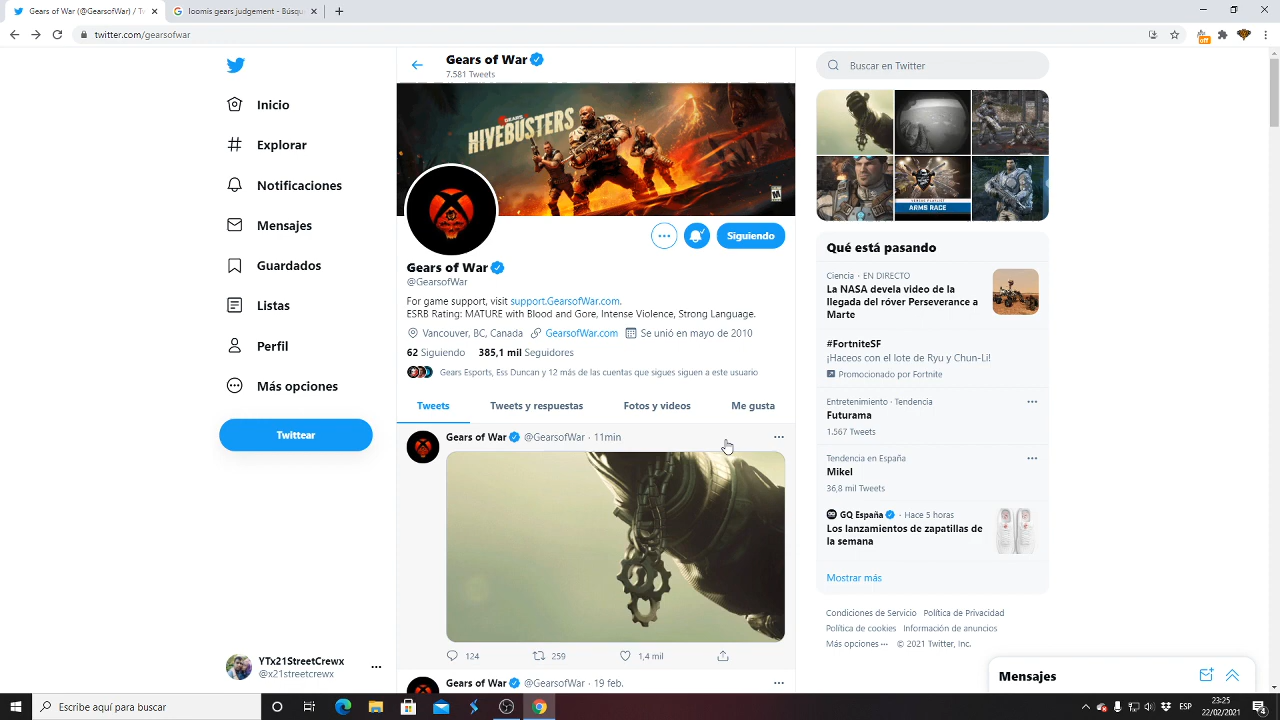 Gears of War (@GearsofWar) / Tw
loomis gears judgement - Búsqu
twitter.com/gearsofwar
off
Inicio
Explorar
Notificaciones
Mensajes
Guardados
Listas
Perfil
Más opciones
Twittear
YTx21StreetCrewx
@x21streetcrewx
Gears of War
7.581 Tweets
GEARS
HIVEBUSTERS
M
Siguiendo
Gears of War
@GearsofWar
For game support, visit support.GearsofWar.com.
ESRB Rating: MATURE with Blood and Gore, Intense Violence, Strong Language.
Vancouver, BC, Canada GearsofWar.com Se unió en mayo de 2010
62 Siguiendo 385,1 mil Seguidores
Gears Esports, Ess Duncan y 12 más de las cuentas que sigues siguen a este usuario
Tweets Tweets y respuestas Fotos y videos Me gusta
Gears of War @GearsofWar · 11min
124 259 1,4 mil
Gears of War @GearsofWar · 19 feb.
Buscar en Twitter
VERSUS PLAYLIST
ARMS RACE
Qué está pasando
Ciencia · EN DIRECTO
La NASA devela video de la
llegada del róver Perseverance a
Marte
#FortniteSF
¡Haceos con el lote de Ryu y Chun-Li!
Promocionado por Fortnite
Entretenimiento · Tendencia
Futurama
1.567 Tweets
Tendencia en España
Mikel
36,8 mil Tweets
GQ España · Hace 5 horas
Los lanzamientos de zapatillas de
la semana
Mostrar más
Condiciones de Servicio Política de Privacidad
Política de cookies Información de anuncios
Más opciones ··· © 2021 Twitter, Inc.
Mensajes
Escribe aquí para buscar
ESP
23:25
22/02/2021